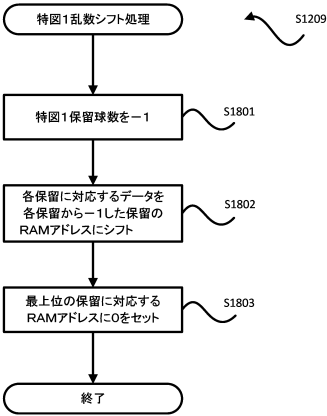 特図1乱数シフト処理
S1209
特図1保留球数を－1
S1801
各保留に対応するデータを
各保留から－1した保留の
RAMアドレスにシフト
S1802
最上位の保留に対応する
RAMアドレスに0をセット
S1803
終了